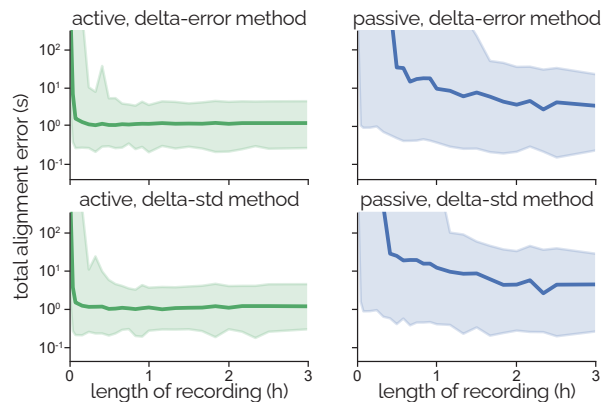 active, delta-error method
passive, delta-error method
total alignment error (s)
10²
10¹
10⁰
10⁻¹
active, delta-std method
passive, delta-std method
10²
10¹
10⁰
10⁻¹
0 1 2 3
0 1 2 3
length of recording (h)
length of recording (h)